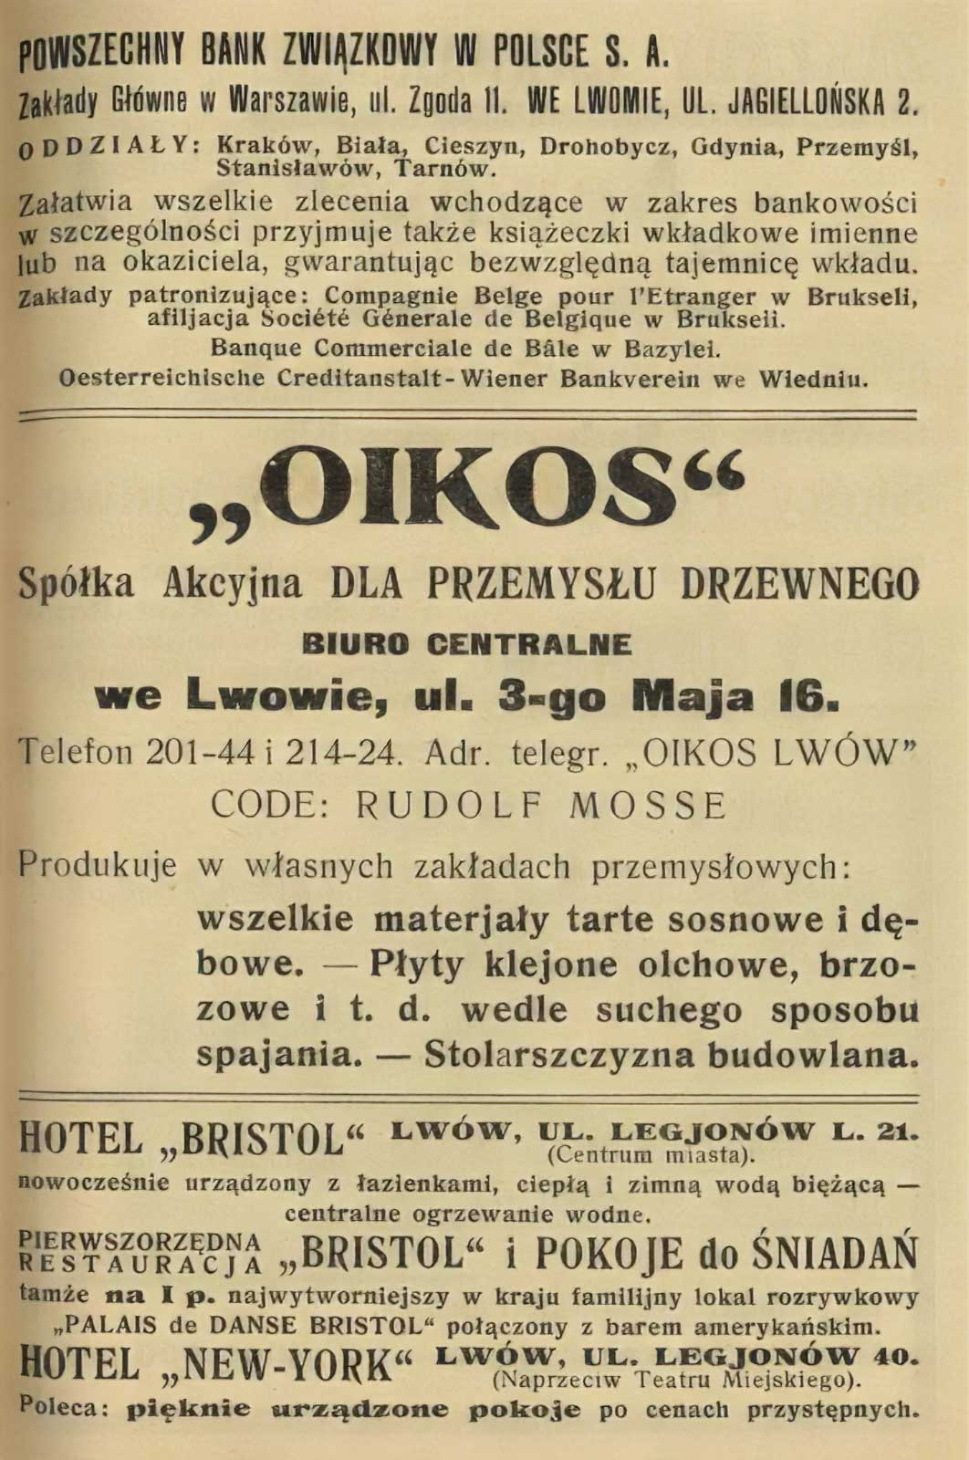 POWSZECHNY BANK ZWIĄZKOWY W POLSCE S. A.
Zakłady Główne w Warszawie, ul. Zgoda 11. WE LWOMIE, UL. JAGIELLOŃSKA 2.
ODDZIAŁY: Kraków, Biała, Cieszyn, Drohobycz, Gdynia, Przemyśl,
Stanisławów, Tarnów.
Załatwia wszelkie zlecenia wchodzące w zakres bankowości
w szczególności przyjmuje także książeczki wkładkowe imienne
lub na okaziciela, gwarantując bezwzględną tajemnicę wkładu.
Zakłady patronizujące: Compagnie Belge pour l'Etranger w Brukseli,
afiljacja Société Génerale de Belgique w Brukseli.
Banque Commerciale de Bâle w Bazylei.
Oesterreichische Creditanstalt-Wiener Bankverein we Wiedniu.
„OIKOS“
Spółka Akcyjna DLA PRZEMYSŁU DRZEWNEGO
BIURO CENTRALNE
we Lwowie, ul. 3-go Maja 16.
Telefon 201-44 i 214-24. Adr. telegr. „OIKOS LWÓW”
CODE: RUDOLF MOSSE
Produkuje w własnych zakładach przemysłowych:
wszelkie materjały tarte sosnowe i dę-
bowe. — Płyty klejone olchowe, brzo-
zowe i t. d. wedle suchego sposobu
spajania. — Stolarszczyzna budowlana.
HOTEL „BRISTOL“ LWÓW, UL. LEGJONÓW L. 21.
(Centrum miasta).
nowocześnie urządzony z łazienkami, ciepłą i zimną wodą biężącą —
centralne ogrzewanie wodne.
PIERWSZORZĘDNA
RESTAURACJA „BRISTOL“ i POKOJE do ŚNIADAŃ
tamże na I p. najwytworniejszy w kraju familijny lokal rozrywkowy
„PALAIS de DANSE BRISTOL“ połączony z barem amerykańskim.
HOTEL „NEW-YORK“ LWÓW, UL. LEGJONÓW 40.
(Naprzeciw Teatru Miejskiego).
Poleca: pięknie urządzone pokoje po cenach przystępnych.